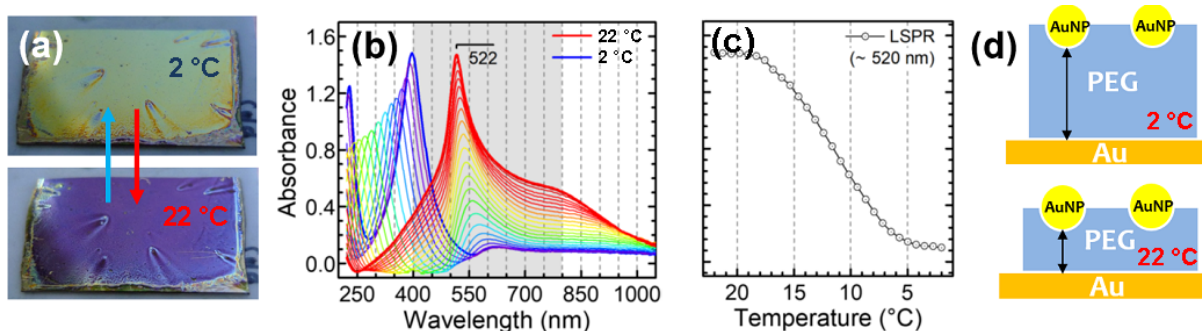 (a)
2 °C
22 °C
(b)
22 °C
2 °C
522
Absorbance
1.6
1.2
0.8
0.4
0.0
250 400 550 700 850 1000
Wavelength (nm)
(c)
LSPR
(~ 520 nm)
20 15 10 5
Temperature (°C)
(d)
AuNP AuNP
PEG
2 °C
Au
AuNP AuNP
PEG
22 °C
Au